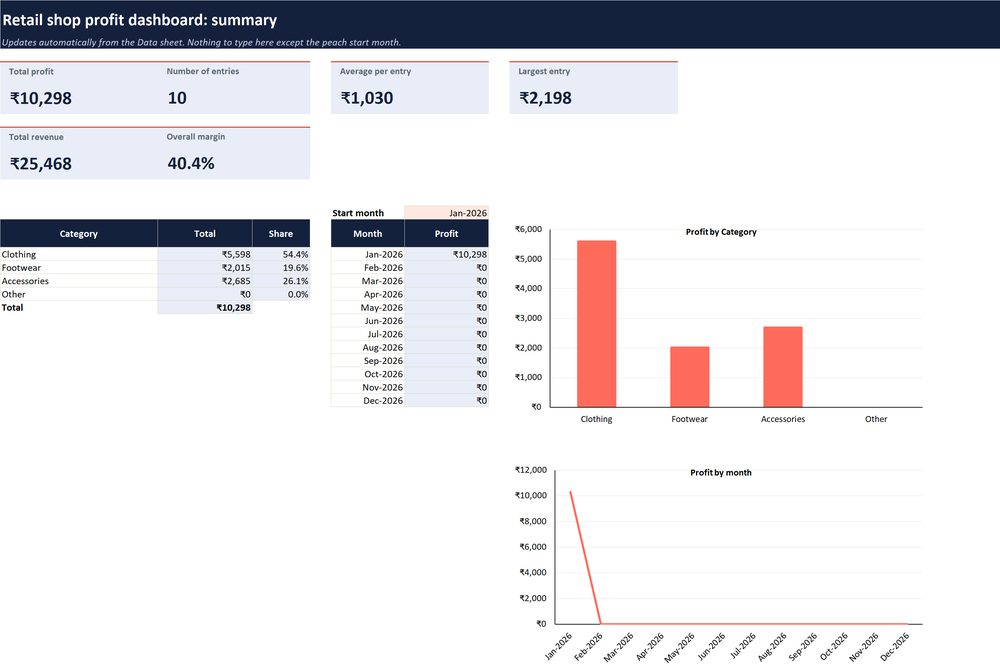 Retail shop profit dashboard: summary
Updates automatically from the Data sheet. Nothing to type here except the peach start month.
Total profit Number of entries Average per entry Largest entry
₹10,298 10 ₹1,030 ₹2,198
Total revenue Overall margin
₹25,468 40.4%
Start month Jan-2026
Category Total Share
Clothing ₹5,598 54.4%
Footwear ₹2,015 19.6%
Accessories ₹2,685 26.1%
Other ₹0 0.0%
Total ₹10,298
Month Profit
Jan-2026 ₹10,298
Feb-2026 ₹0
Mar-2026 ₹0
Apr-2026 ₹0
May-2026 ₹0
Jun-2026 ₹0
Jul-2026 ₹0
Aug-2026 ₹0
Sep-2026 ₹0
Oct-2026 ₹0
Nov-2026 ₹0
Dec-2026 ₹0
Profit by Category
₹6,000
₹5,000
₹4,000
₹3,000
₹2,000
₹1,000
₹0
Clothing Footwear Accessories Other
Profit by month
₹12,000
₹10,000
₹8,000
₹6,000
₹4,000
₹2,000
₹0
Jan-2026 Feb-2026 Mar-2026 Apr-2026 May-2026 Jun-2026 Jul-2026 Aug-2026 Sep-2026 Oct-2026 Nov-2026 Dec-2026